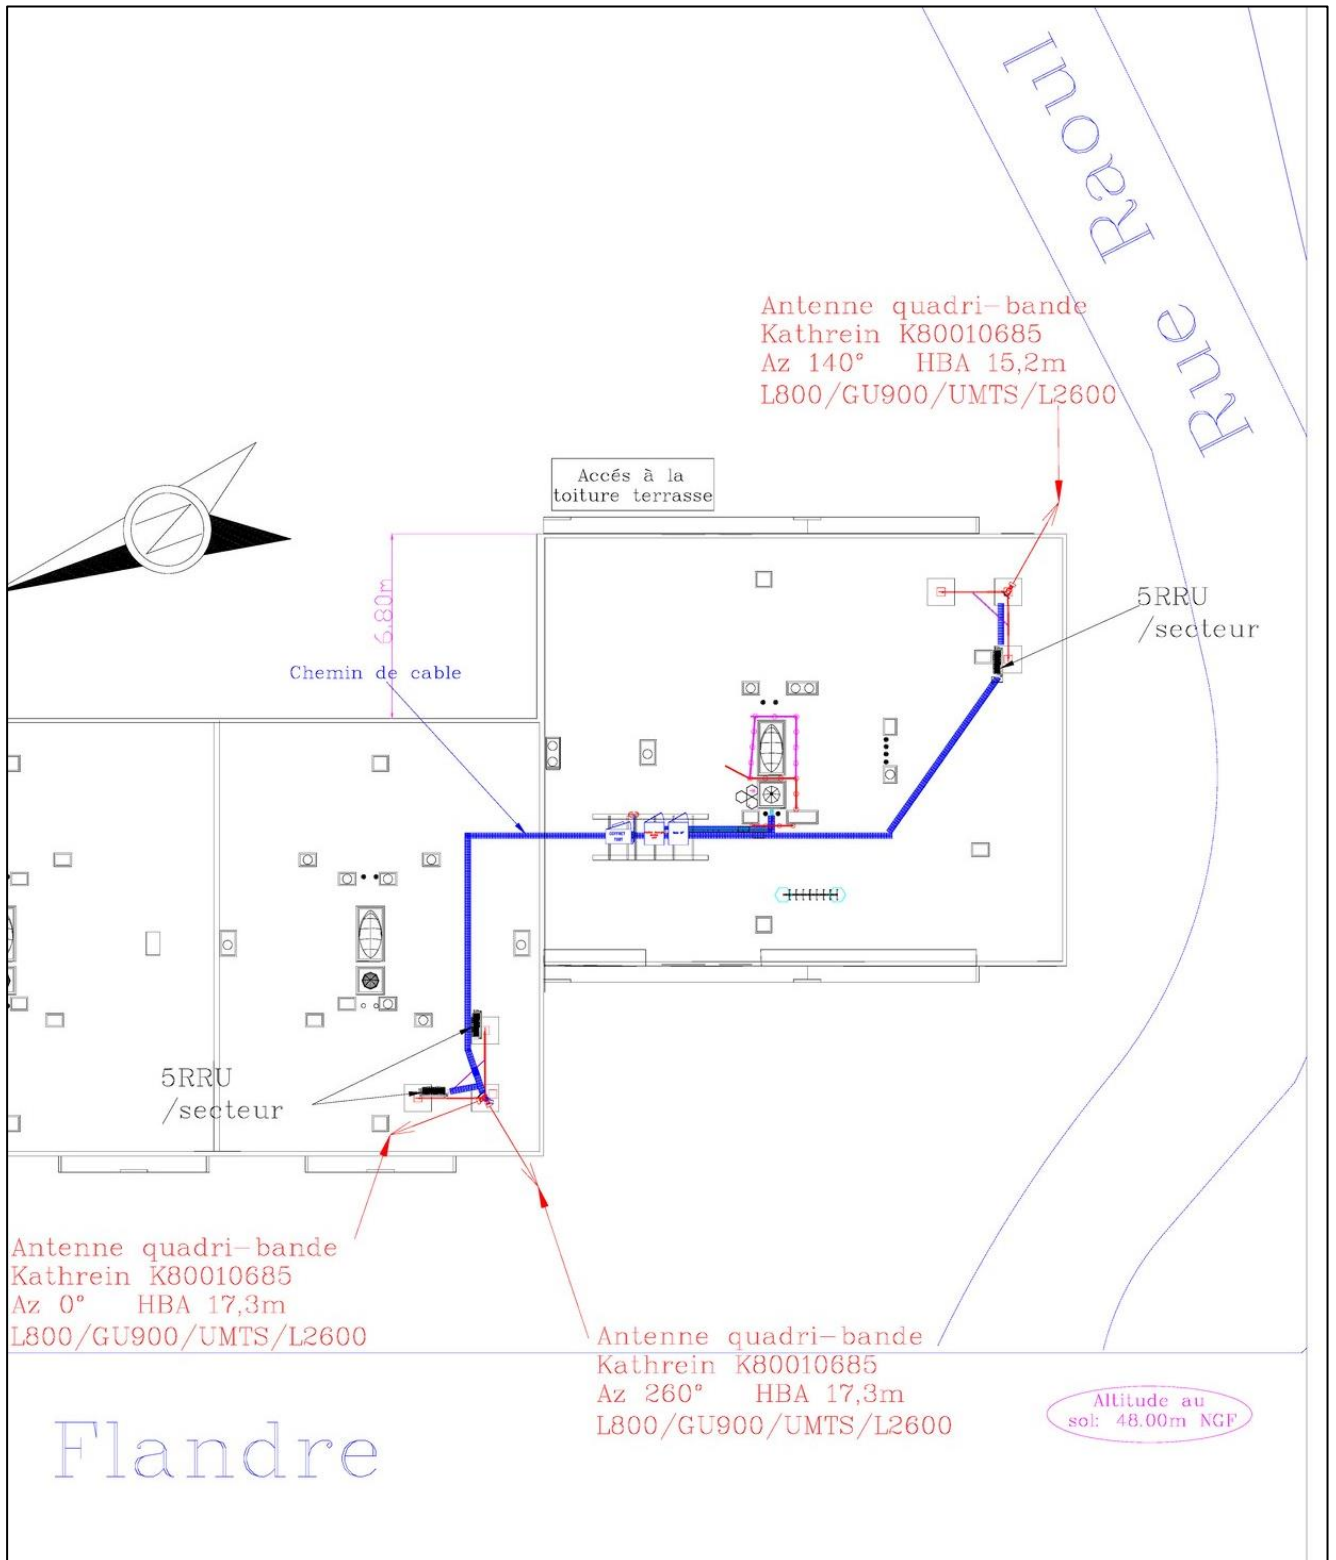 Rue Raoul
Antenne quadri-bande
Kathrein K80010685
Az 140° HBA 15,2m
L800/GU900/UMTS/L2600
Accés à la
toiture terrasse
N
6,80m
5RRU
/secteur
Chemin de cable
COFFRET
5RRU
/secteur
Antenne quadri-bande
Kathrein K80010685
Az 0° HBA 17,3m
L800/GU900/UMTS/L2600
Antenne quadri-bande
Kathrein K80010685
Az 260° HBA 17,3m
L800/GU900/UMTS/L2600
Altitude au
sol: 48.00m NGF
Flandre